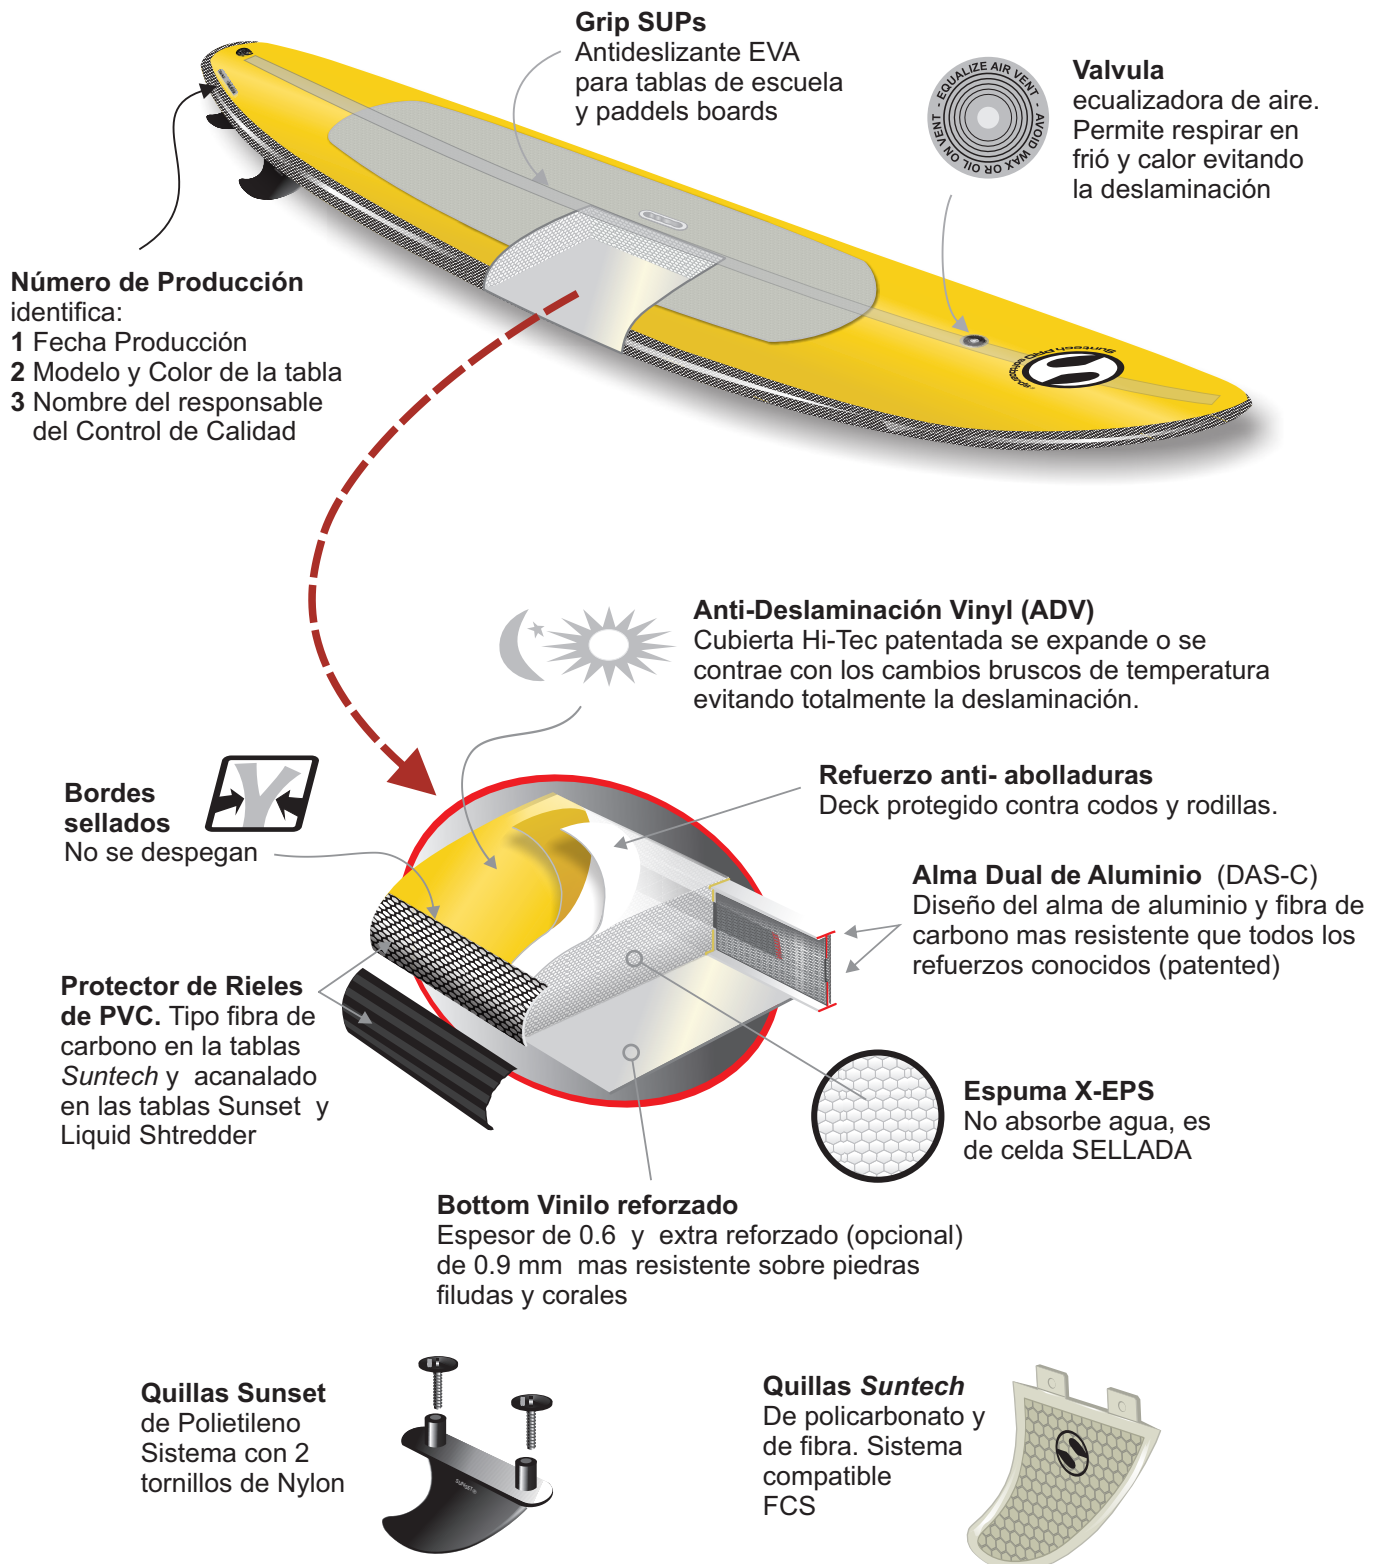 Grip SUPs
Antideslizante EVA
para tablas de escuela
y paddels boards
EQUALIZE AIR VENT - AVOID WAX OR OIL ON VENT -
Valvula
ecualizadora de aire.
Permite respirar en
frió y calor evitando
la deslaminación
Número de Producción
identifica:
1 Fecha Producción
2 Modelo y Color de la tabla
3 Nombre del responsable
del Control de Calidad
Anti-Deslaminación Vinyl (ADV)
Cubierta Hi-Tec patentada se expande o se
contrae con los cambios bruscos de temperatura
evitando totalmente la deslaminación.
Bordes
sellados
No se despegan
Refuerzo anti- abolladuras
Deck protegido contra codos y rodillas.
Alma Dual de Aluminio (DAS-C)
Diseño del alma de aluminio y fibra de
carbono mas resistente que todos los
refuerzos conocidos (patented)
Protector de Rieles
de PVC. Tipo fibra de
carbono en la tablas
Suntech y acanalado
en las tablas Sunset y
Liquid Shtredder
Espuma X-EPS
No absorbe agua, es
de celda SELLADA
Bottom Vinilo reforzado
Espesor de 0.6 y extra reforzado (opcional)
de 0.9 mm mas resistente sobre piedras
filudas y corales
Quillas Sunset
de Polietileno
Sistema con 2
tornillos de Nylon
SUNSET
Quillas Suntech
De policarbonato y
de fibra. Sistema
compatible
FCS